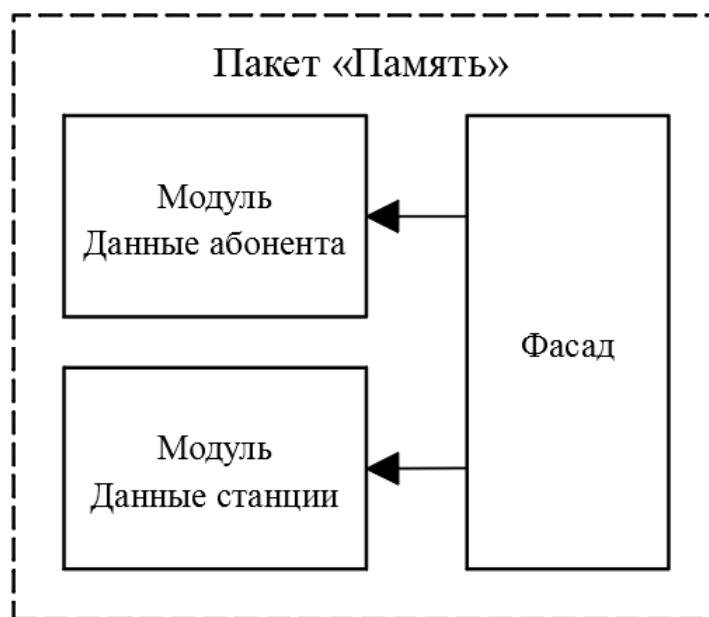 Пакет «Память»
Модуль
Данные абонента
Фасад
Модуль
Данные станции